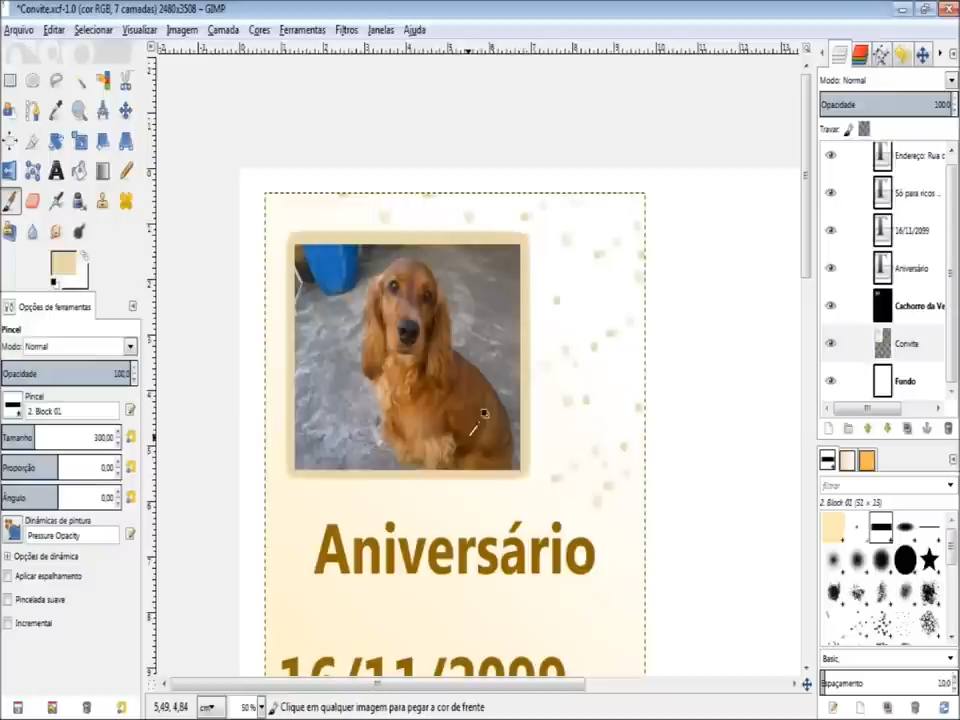 *Convite.xcf-1.0 (cor RGB, 7 camadas) 2480x3508 – GIMP
Arquivo Editar Selecionar Visualizar Imagem Camada Cores Ferramentas Filtros Janelas Ajuda
Modo: Normal
Opacidade 100,0
Travar:
Endereço: Rua c
Só para ricos ...
16/11/2099
Aniversário
Cachorro da Ve
Convite
Fundo
Opções de ferramentas
Pincel
Modo: Normal
Opacidade 100,0
Pincel
2. Block 01
Tamanho 300,00
Proporção 0,00
Ângulo 0,00
Dinâmicas de pintura
Pressure Opacity
Opções de dinâmica
Aplicar espalhamento
Pincelada suave
Incremental
Aniversário
16/11/2099
filtrar
2. Block 01 (51 × 15)
Basic,
Espaçamento 10,0
5,49, 4,84 cm 50 % Clique em qualquer imagem para pegar a cor de frente